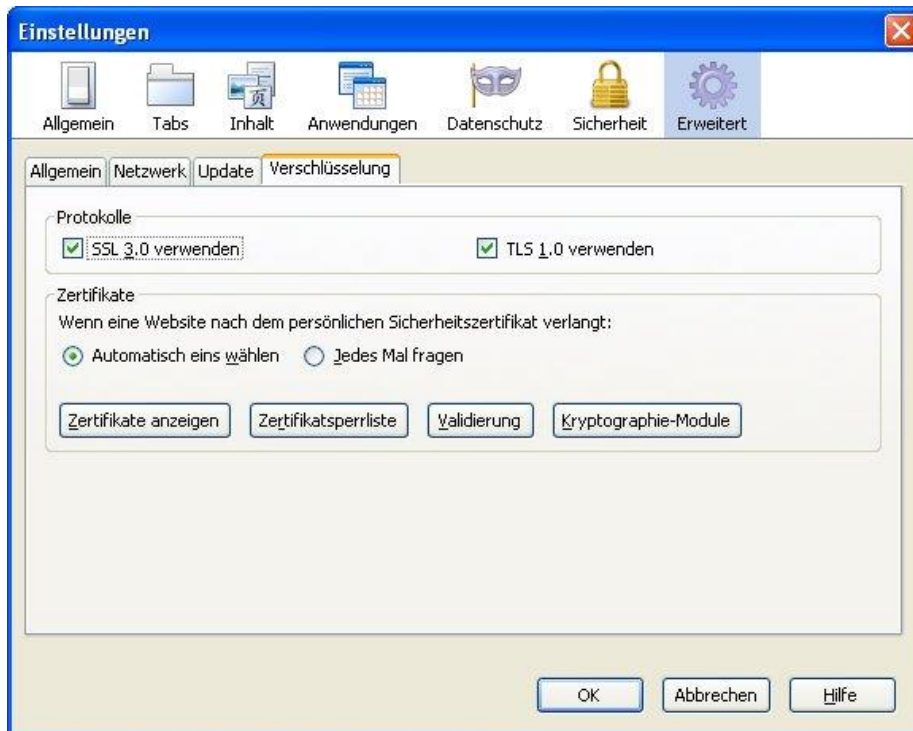 Einstellungen
Allgemein Tabs Inhalt Anwendungen Datenschutz Sicherheit Erweitert
Allgemein Netzwerk Update Verschlüsselung
Protokolle
SSL 3.0 verwenden TLS 1.0 verwenden
Zertifikate
Wenn eine Website nach dem persönlichen Sicherheitszertifikat verlangt:
Automatisch eins wählen Jedes Mal fragen
Zertifikate anzeigen Zertifikatsperrliste Validierung Kryptographie-Module
OK Abbrechen Hilfe